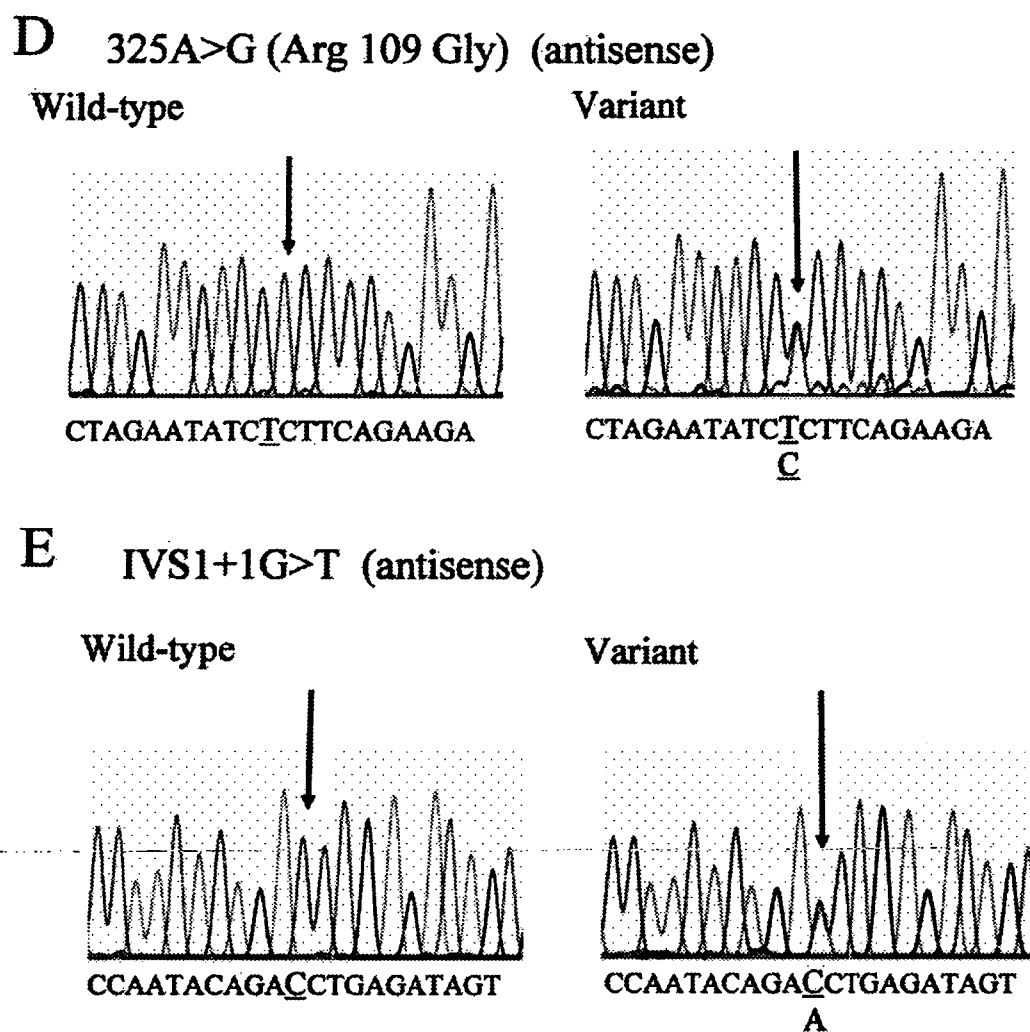 D 325A>G (Arg 109 Gly) (antisense)
Wild-type
Variant
CTAGAATATCTCTTCAGAAGA
CTAGAATATCTCTTCAGAAGA
C
E IVS1+1G>T (antisense)
Wild-type
Variant
CCAATACAGACCTGAGATAGT
CCAATACAGACCTGAGATAGT
A